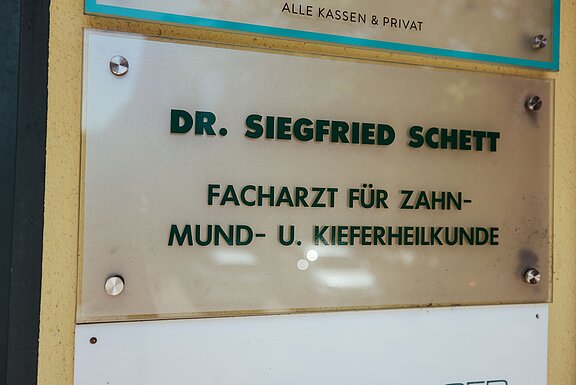 ALLE KASSEN & PRIVAT
DR. SIEGFRIED SCHETT
FACHARZT FÜR ZAHN-
MUND- U. KIEFERHEILKUNDE